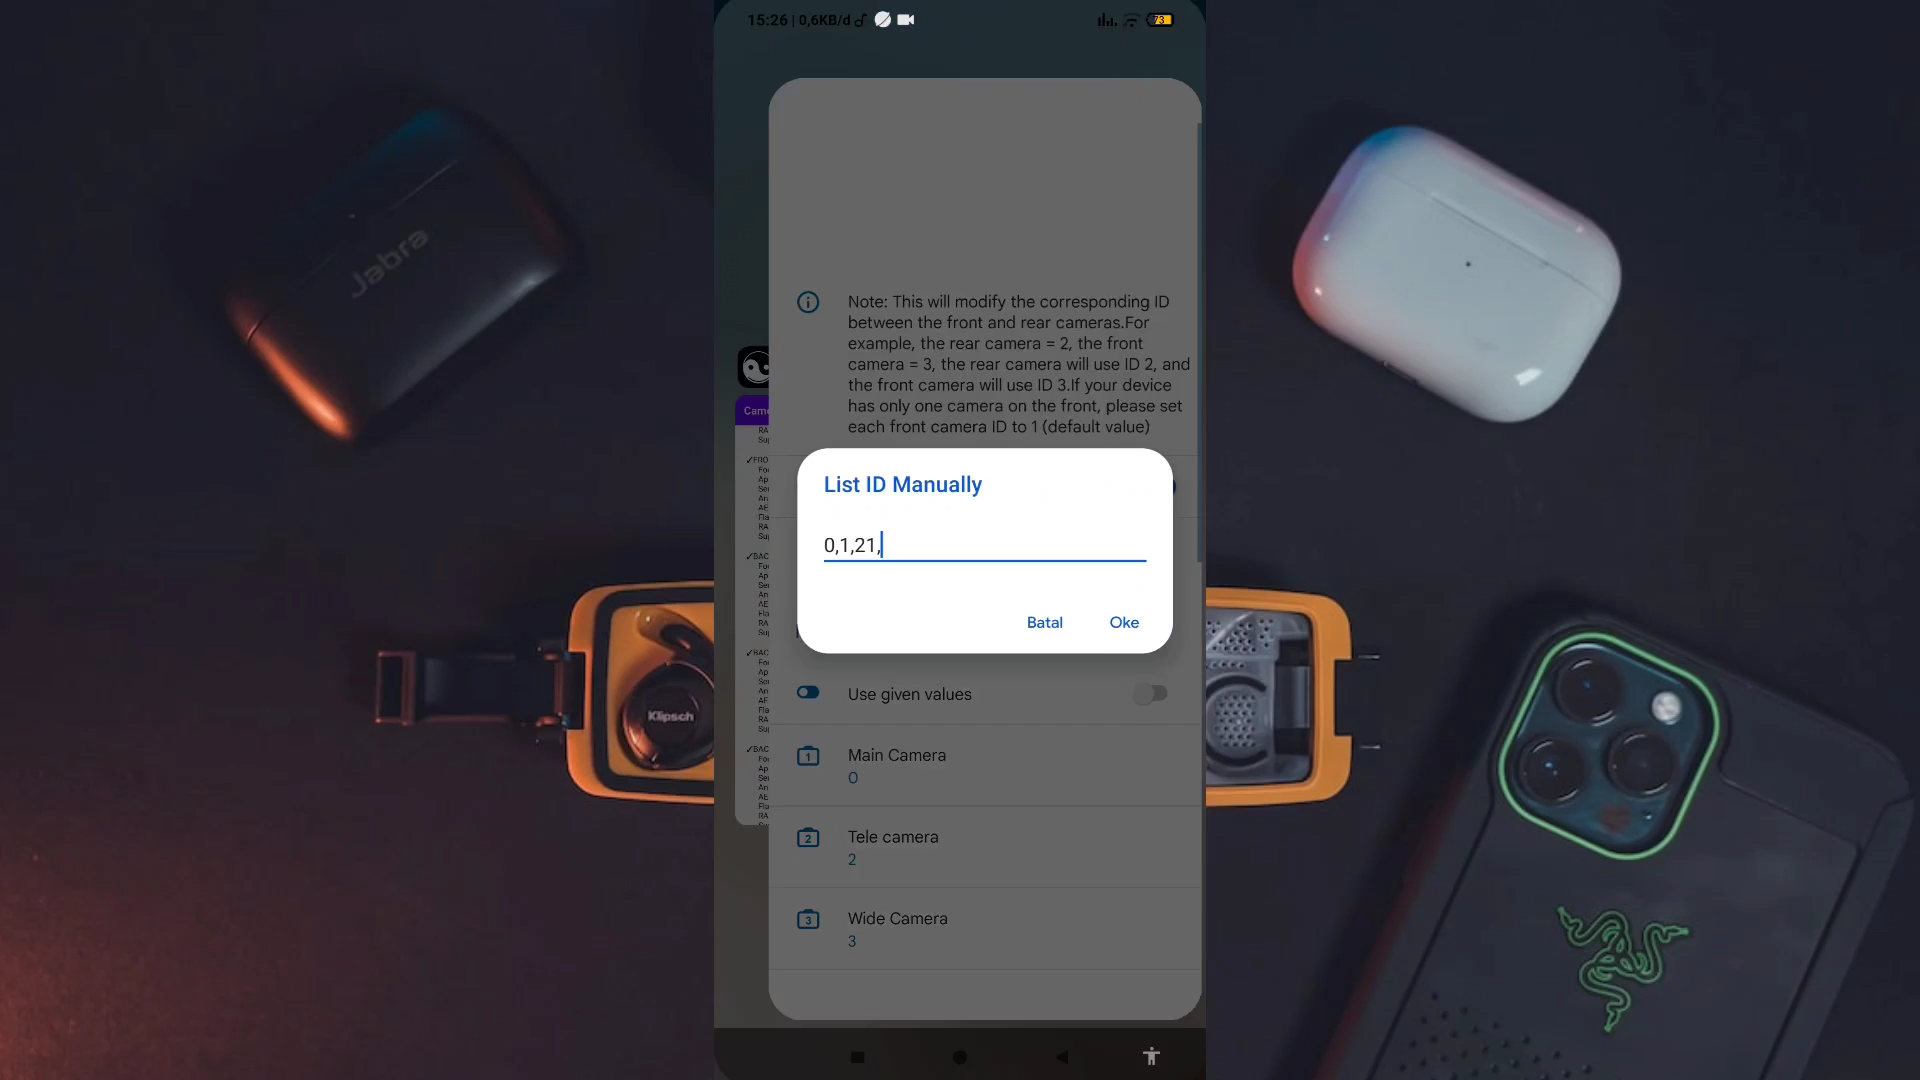 15:26 | 0,6KB/d
73
Jabra
Note: This will modify the corresponding ID
between the front and rear cameras.For
example, the rear camera = 2, the front
camera = 3, the rear camera will use ID 2, and
the front camera will use ID 3.If your device
has only one camera on the front, please set
each front camera ID to 1 (default value)
List ID Manually
0,1,21,
Batal
Oke
Klipsch
Use given values
1
Main Camera
0
2
Tele camera
2
3
Wide Camera
3